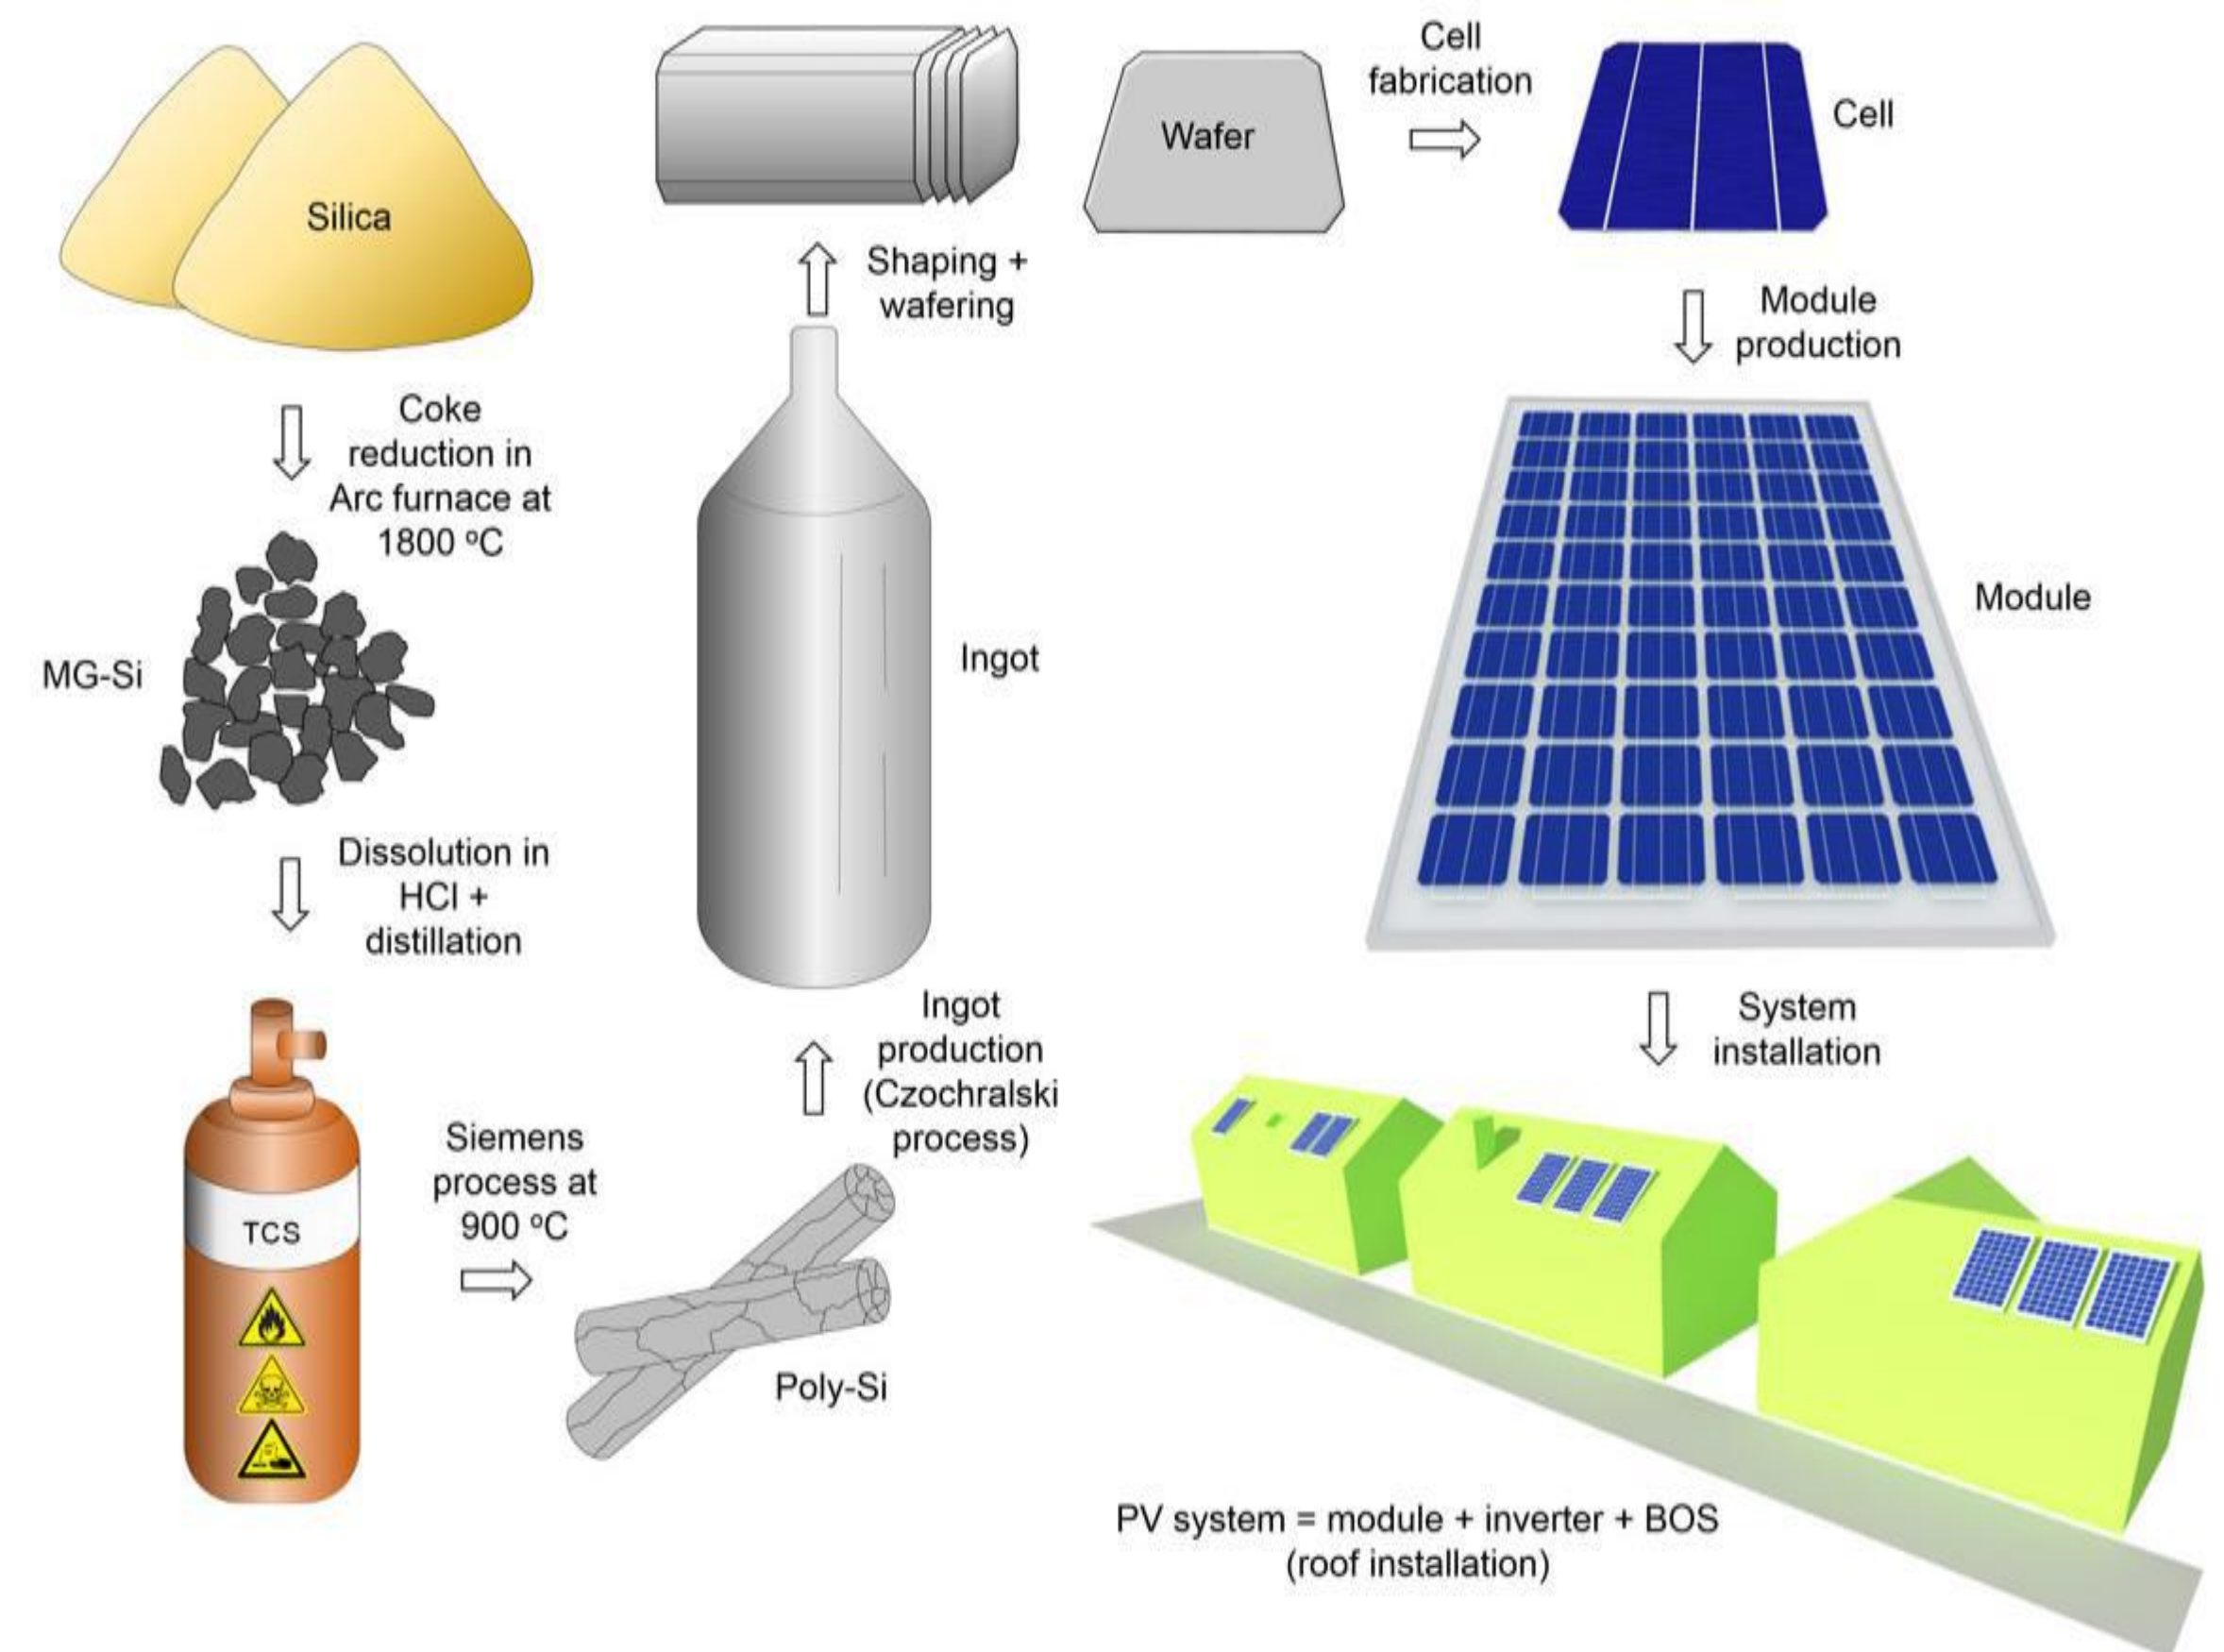 Silica
Coke
reduction in
Arc furnace at
1800 ºC
MG-Si
Dissolution in
HCl +
distillation
TCS
Siemens
process at
900 ºC
Poly-Si
Ingot
production
(Czochralski
process)
Ingot
Shaping +
wafering
Wafer
Cell
fabrication
Cell
Module
production
Module
System
installation
PV system = module + inverter + BOS
(roof installation)